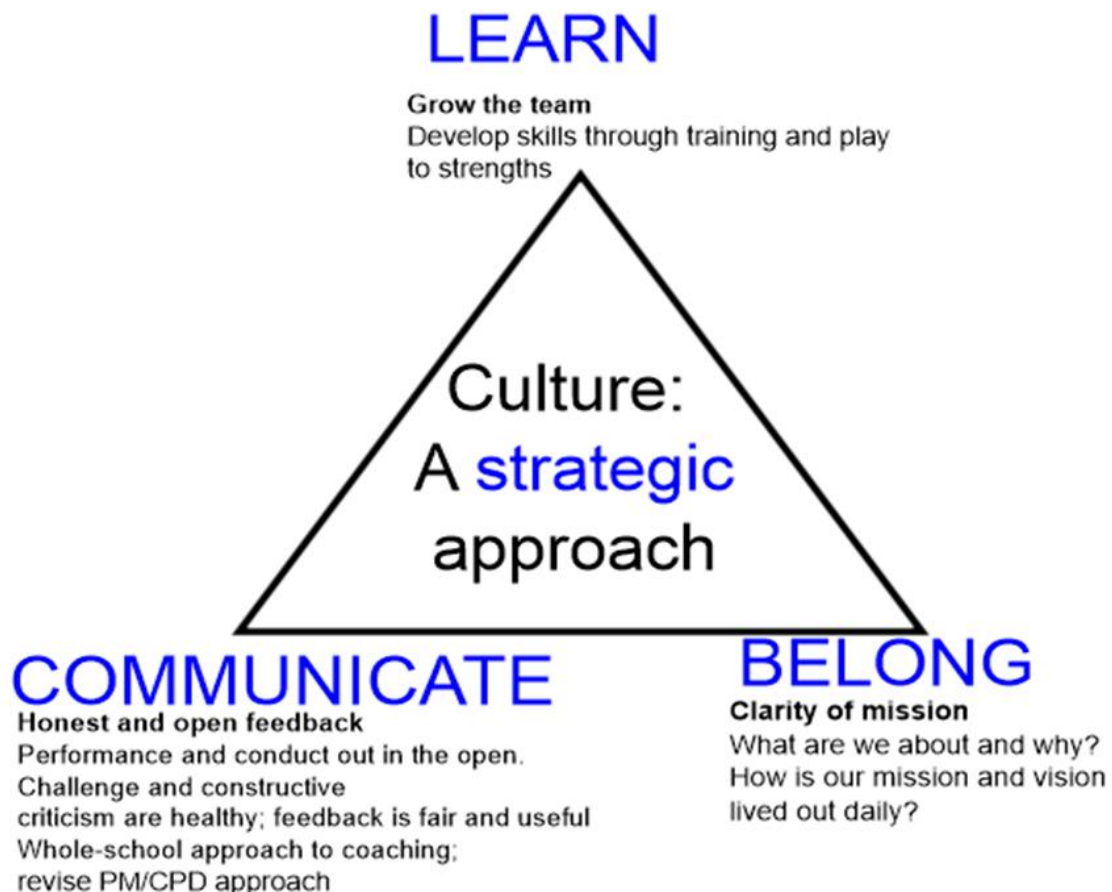 LEARN
Grow the team
Develop skills through training and play
to strengths
Culture:
A strategic
approach
COMMUNICATE
Honest and open feedback
Performance and conduct out in the open.
Challenge and constructive
criticism are healthy; feedback is fair and useful
Whole-school approach to coaching;
revise PM/CPD approach
BELONG
Clarity of mission
What are we about and why?
How is our mission and vision
lived out daily?